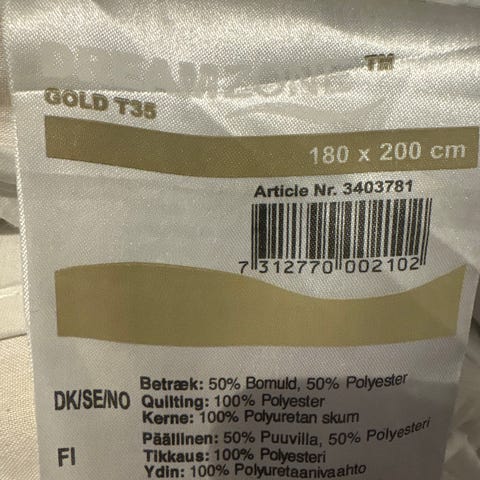 DREAMZONE™
GOLD T35
180 x 200 cm
Article Nr. 3403781
7 312770 002102
DK/SE/NO
Betræk: 50% Bomuld, 50% Polyester
Quilting: 100% Polyester
Kerne: 100% Polyuretan skum
FI
Päällinen: 50% Puuvilla, 50% Polyesteri
Tikkaus: 100% Polyesteri
Ydin: 100% Polyuretaanivaahto